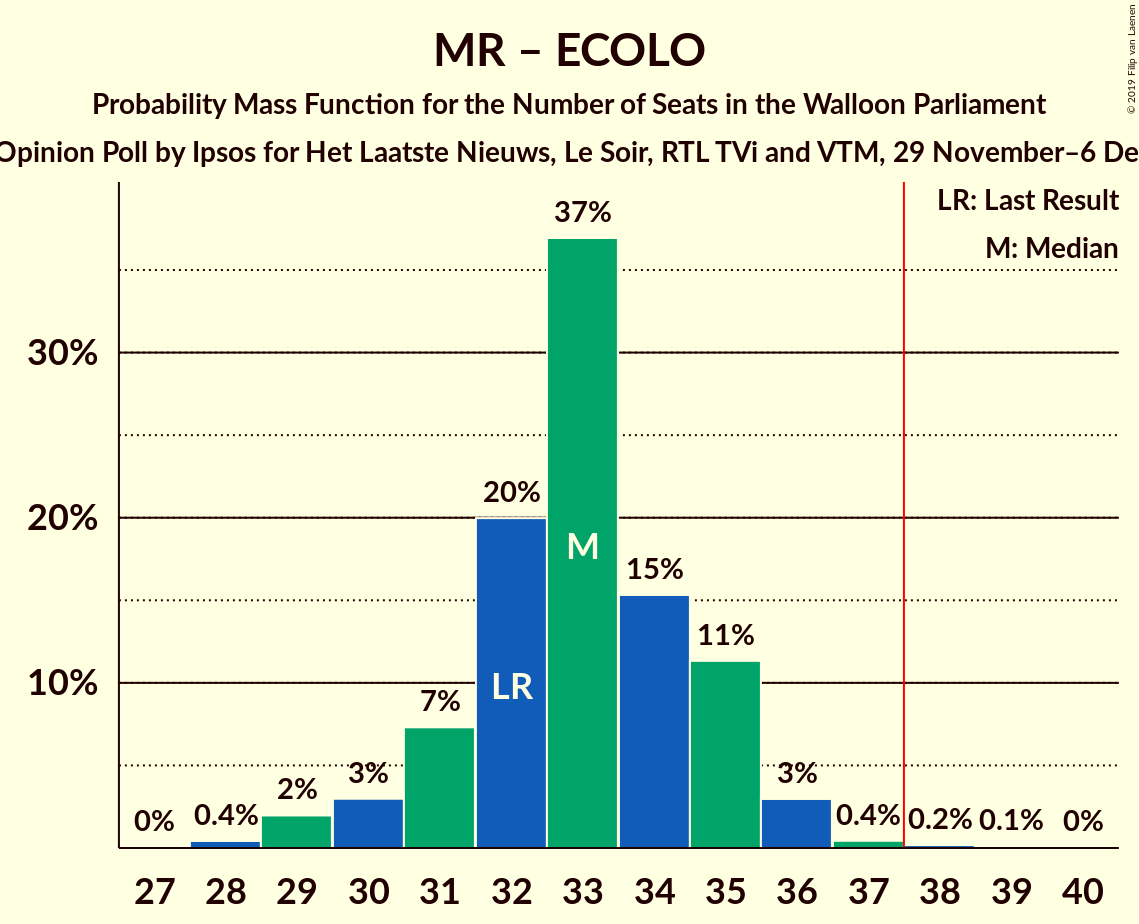 MR – ECOLO
Probability Mass Function for the Number of Seats in the Walloon Parliament
Opinion Poll by Ipsos for Het Laatste Nieuws, Le Soir, RTL TVi and VTM, 29 November–6 De
© 2019 Filip van Laenen
LR: Last Result
M: Median
30%
20%
10%
0%
0.4%
2%
3%
7%
20%
37%
15%
11%
3%
0.4%
0.2%
0.1%
0%
LR
M
27 28 29 30 31 32 33 34 35 36 37 38 39 40